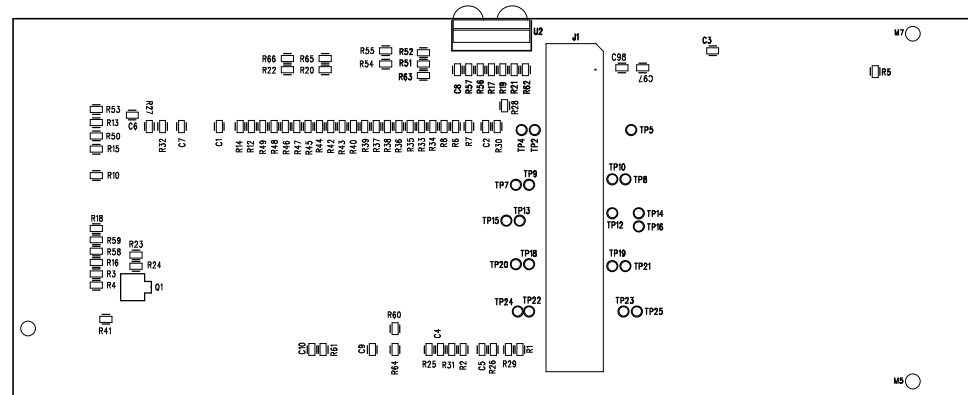 M7
U2
J1
C3
R55
R52
R66
R65
R54
R51
C98
C97
R22
R20
R63
R5
C8
R57
R56
R17
R19
R21
R62
R53
R27
C6
R28
R13
R50
R15
R32
C7
C1
R14
R12
R49
R48
R46
R47
R45
R44
R42
R43
R40
R39
R37
R38
R36
R35
R33
R34
R8
R6
R7
C2
R30
TP4
TP2
TP5
R10
TP7
TP9
TP10
TP8
R18
TP15
TP13
TP12
TP14
TP16
R59
R58
R23
R16
R24
R3
R4
Q1
TP20
TP18
TP19
TP21
TP24
TP22
TP23
TP25
R41
R60
C4
C10
R61
C9
R64
R25
R31
R2
C5
R26
R29
R1
M5